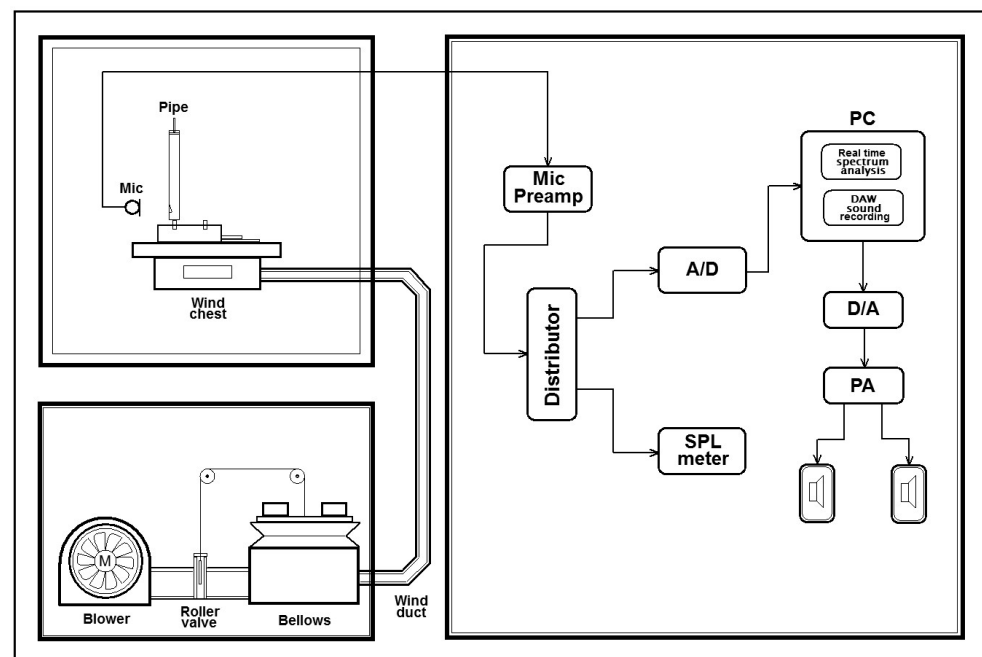 Pipe
Mic
Wind
chest
Mic
Preamp
PC
Real time
spectrum
analysis
DAW
sound
recording
A/D
Distributor
D/A
PA
SPL
meter
M
Blower
Roller
valve
Bellows
Wind
duct